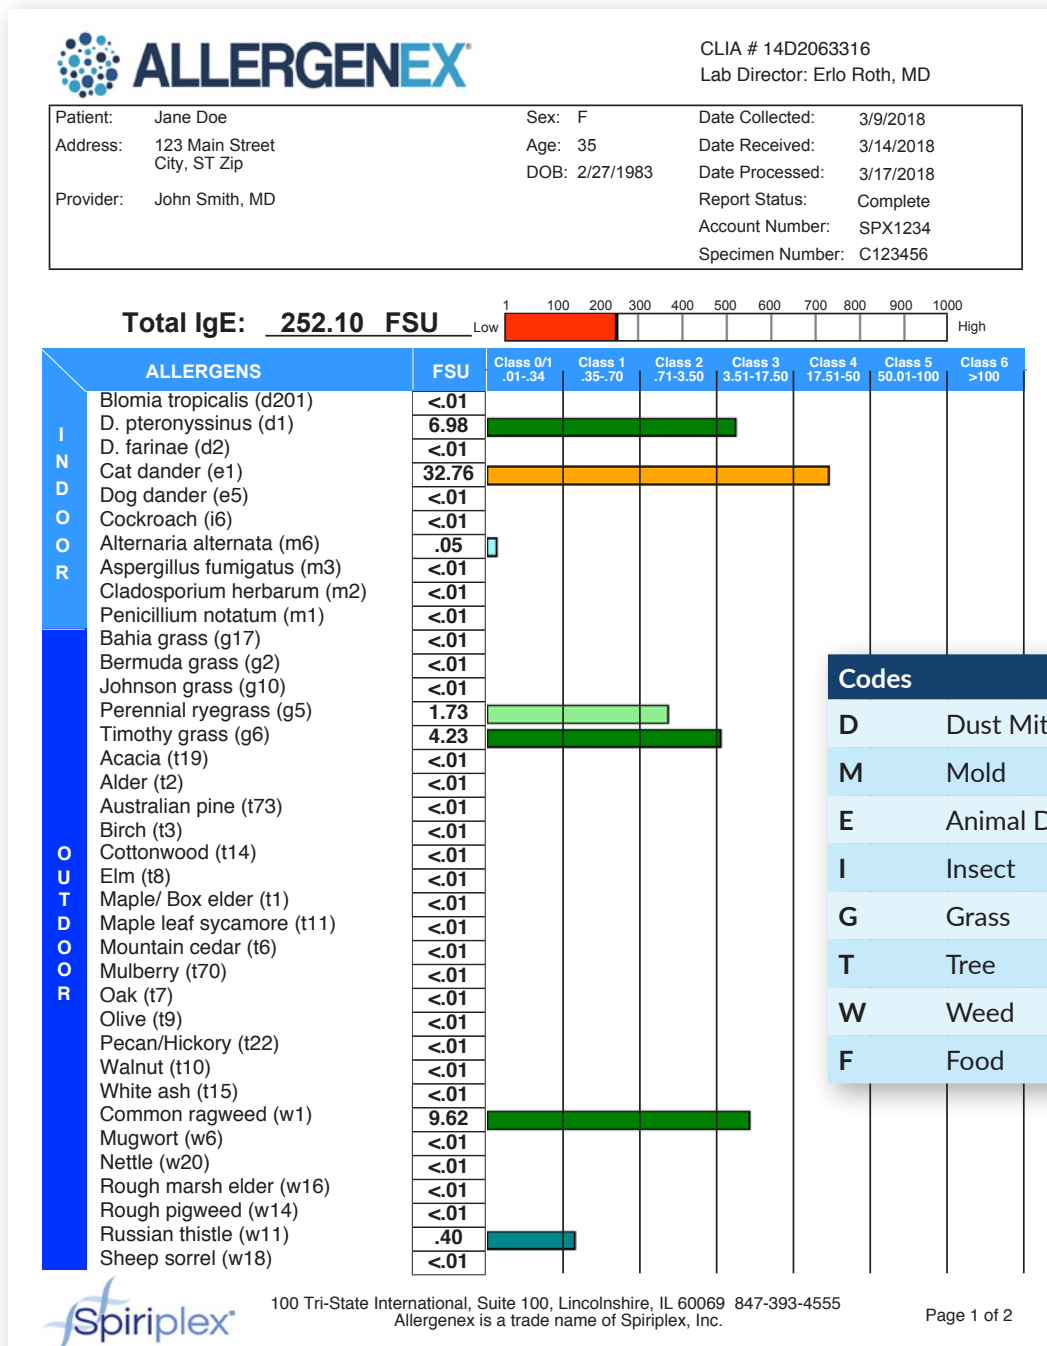 ALLERGENEX
CLIA # 14D2063316
Lab Director: Erlo Roth, MD
Patient: Jane Doe Sex: F Date Collected: 3/9/2018
Address: 123 Main Street Age: 35 Date Received: 3/14/2018
City, ST Zip DOB: 2/27/1983 Date Processed: 3/17/2018
Provider: John Smith, MD Report Status: Complete
Account Number: SPX1234
Specimen Number: C123456
1 100 200 300 400 500 600 700 800 900 1000
Total IgE: 252.10 FSU Low High
ALLERGENS FSU Class 0/1 Class 1 Class 2 Class 3 Class 4 Class 5 Class 6
.01-.34 .35-.70 .71-3.50 3.51-17.50 17.51-50 50.01-100 >100
INDOOR
Blomia tropicalis (d201) <.01
D. pteronyssinus (d1) 6.98
D. farinae (d2) <.01
Cat dander (e1) 32.76
Dog dander (e5) <.01
Cockroach (i6) <.01
Alternaria alternata (m6) .05
Aspergillus fumigatus (m3) <.01
Cladosporium herbarum (m2) <.01
Penicillium notatum (m1) <.01
OUTDOOR
Bahia grass (g17) <.01
Bermuda grass (g2) <.01
Johnson grass (g10) <.01
Perennial ryegrass (g5) 1.73
Timothy grass (g6) 4.23
Acacia (t19) <.01
Alder (t2) <.01
Australian pine (t73) <.01
Birch (t3) <.01
Cottonwood (t14) <.01
Elm (t8) <.01
Maple/ Box elder (t1) <.01
Maple leaf sycamore (t11) <.01
Mountain cedar (t6) <.01
Mulberry (t70) <.01
Oak (t7) <.01
Olive (t9) <.01
Pecan/Hickory (t22) <.01
Walnut (t10) <.01
White ash (t15) <.01
Common ragweed (w1) 9.62
Mugwort (w6) <.01
Nettle (w20) <.01
Rough marsh elder (w16) <.01
Rough pigweed (w14) <.01
Russian thistle (w11) .40
Sheep sorrel (w18) <.01
Codes
D Dust Mit
M Mold
E Animal D
I Insect
G Grass
T Tree
W Weed
F Food
Spiriplex
100 Tri-State International, Suite 100, Lincolnshire, IL 60069 847-393-4555
Allergenex is a trade name of Spiriplex, Inc.
Page 1 of 2